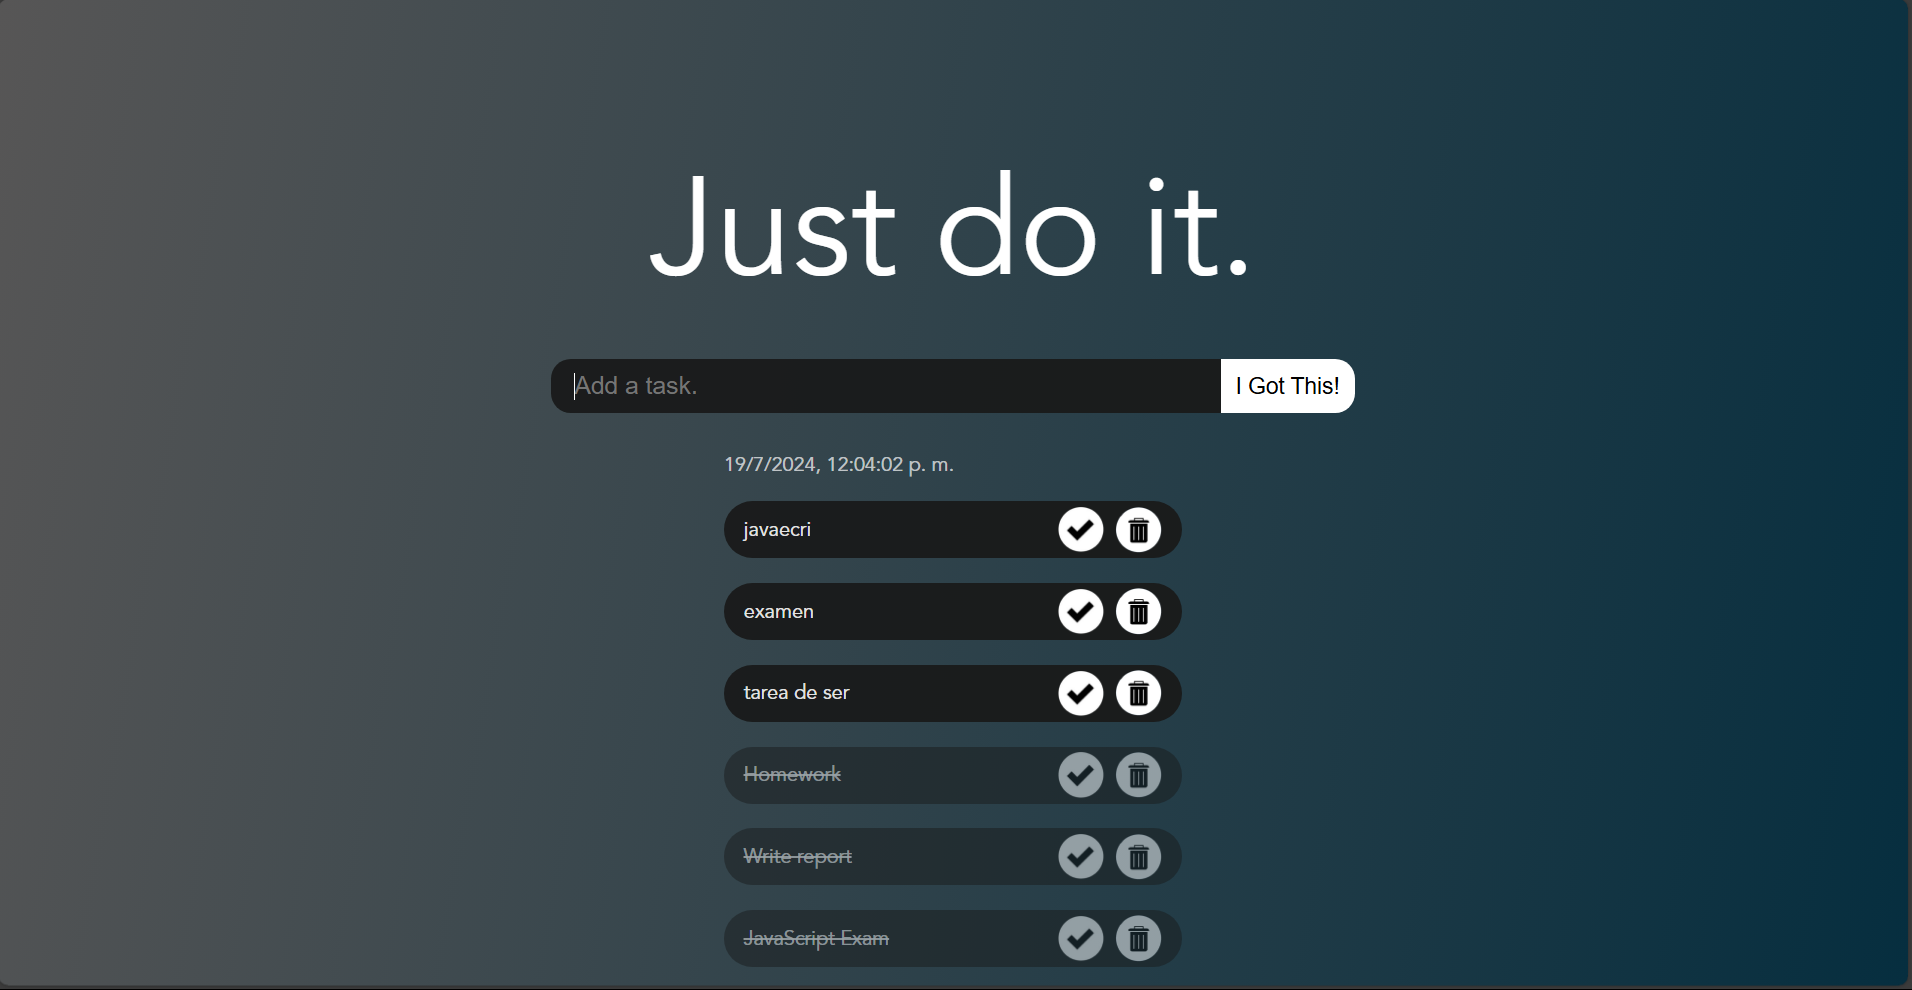 Just do it.
Add a task.
I Got This!
19/7/2024, 12:04:02 p. m.
javaecri
examen
tarea de ser
Homework
Write report
JavaScript Exam